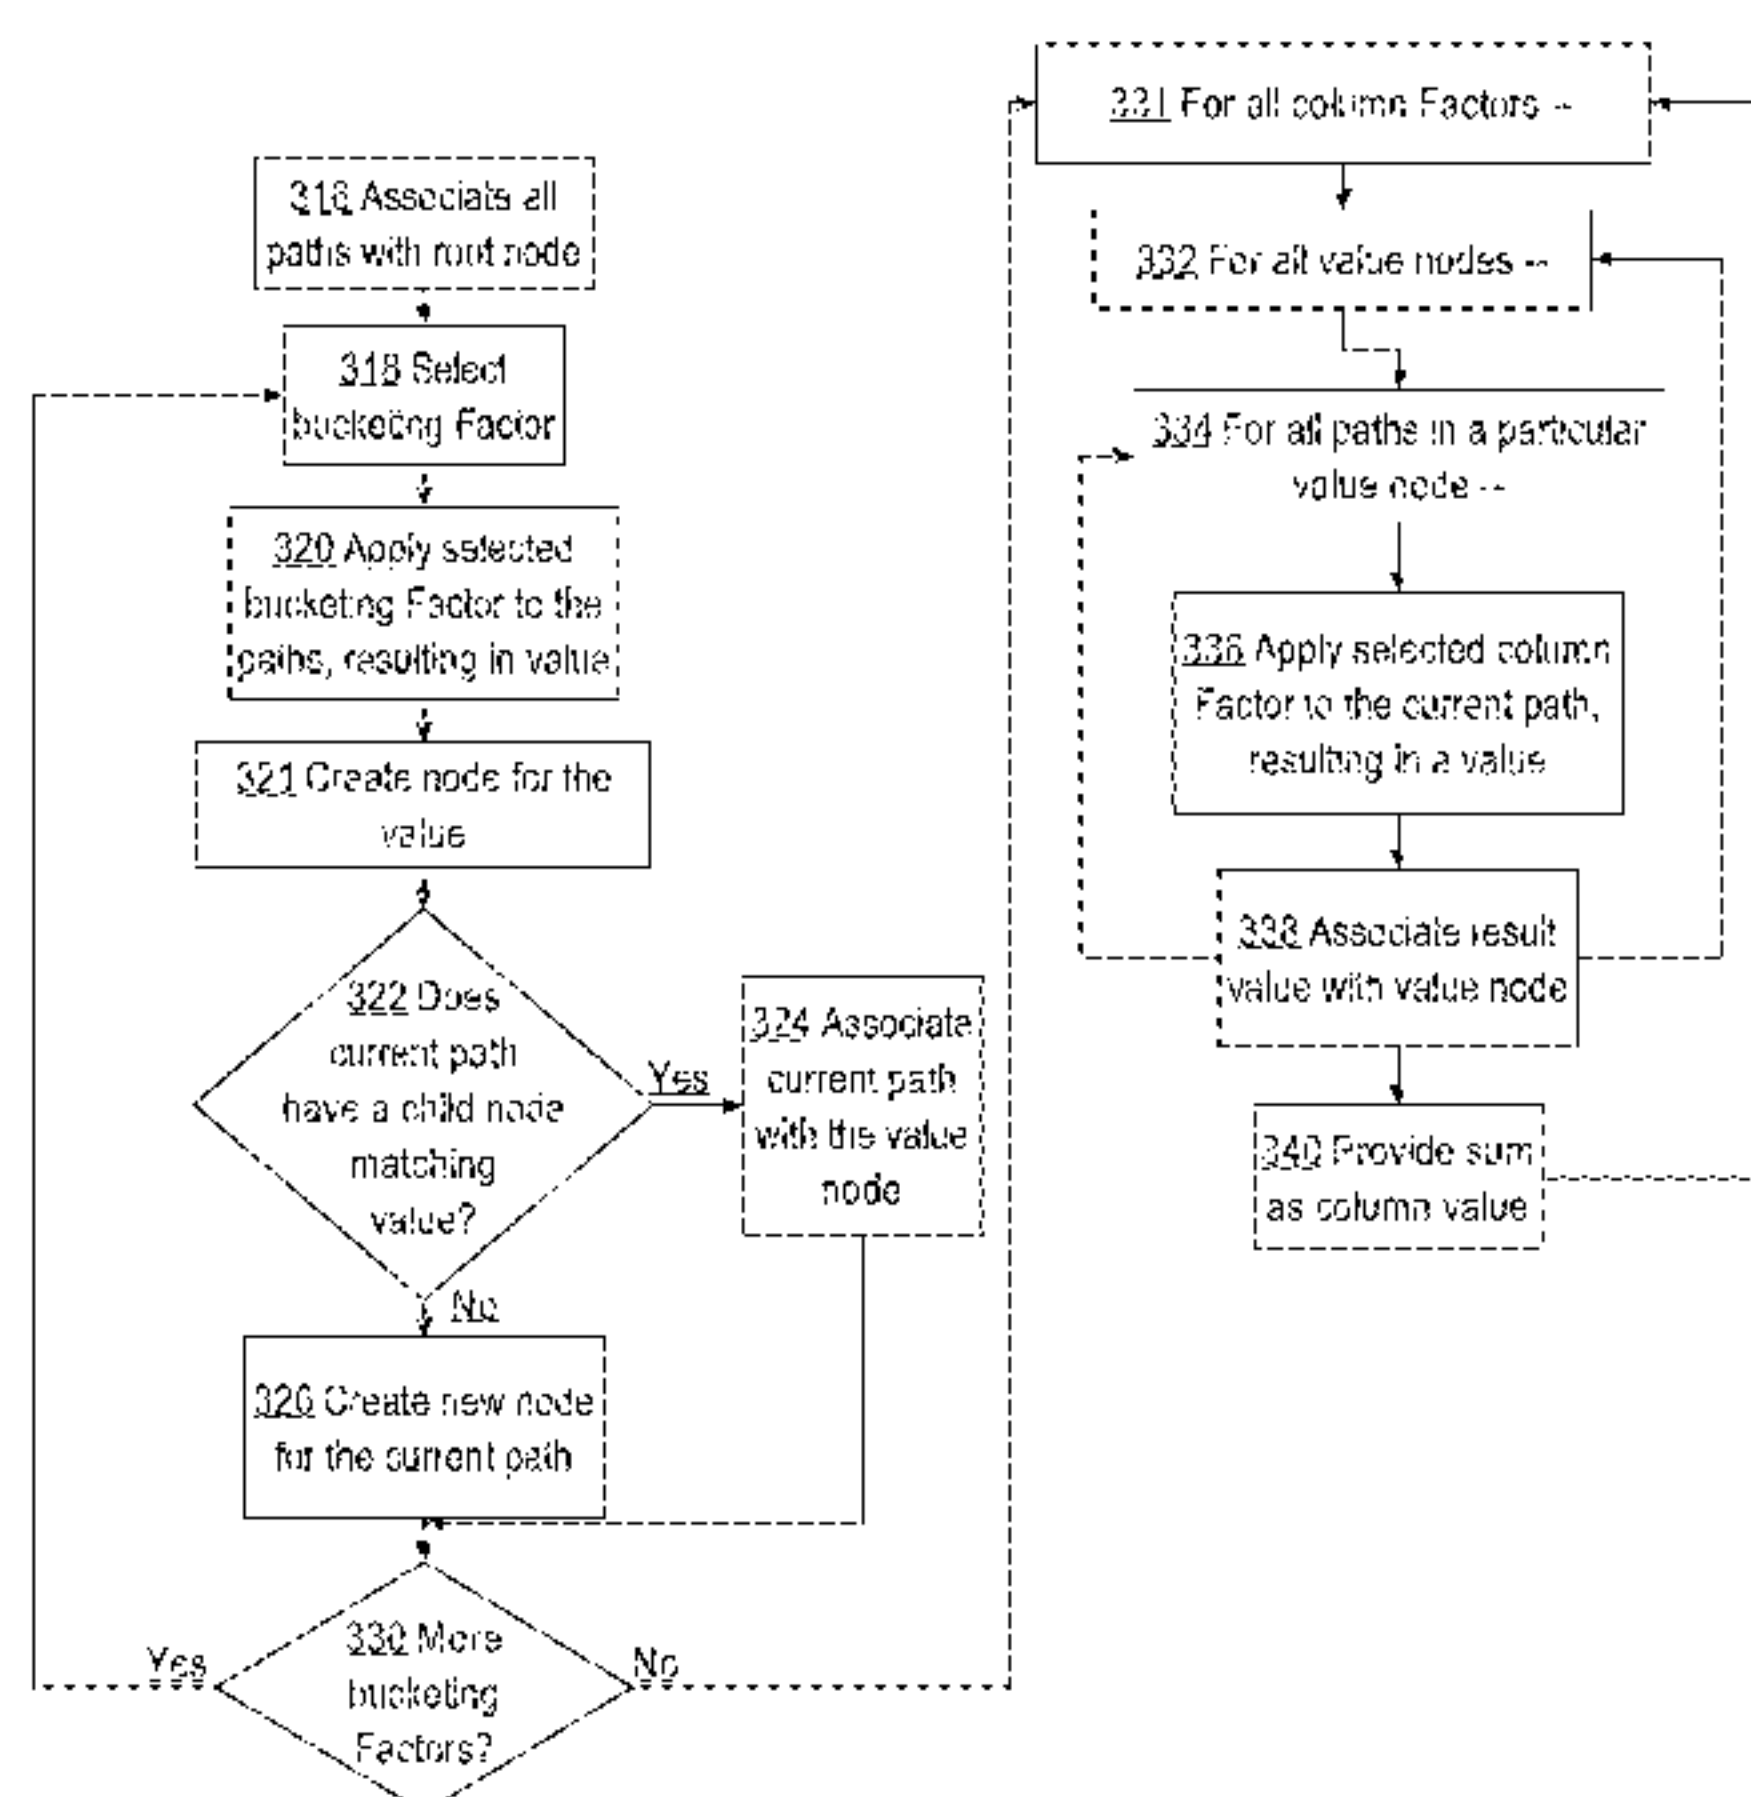 316 Associate all
paths with root node
318 Select
bucketing Factor
320 Apply selected
bucketing Factor to the
paths, resulting in value
321 Create node for the
value
322 Does
current path
have a child node
matching
value?
Yes
324 Associate
current path
with the value
node
No
326 Create new node
for the current path
330 More
bucketing
Factors?
Yes
No
331 For all column Factors --
332 For all value nodes --
334 For all paths in a particular
value node --
336 Apply selected column
Factor to the current path,
resulting in a value
338 Associate result
value with value node
340 Provide sum
as column value